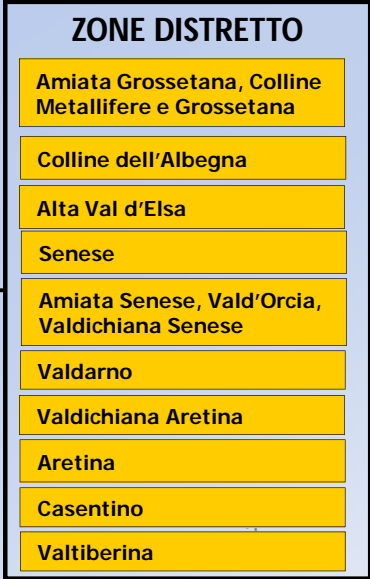 ZONE DISTRETTO
Amiata Grossetana, Colline
Metallifere e Grossetana
Colline dell'Albegna
Alta Val d'Elsa
Senese
Amiata Senese, Vald'Orcia,
Valdichiana Senese
Valdarno
Valdichiana Aretina
Aretina
Casentino
Valtiberina